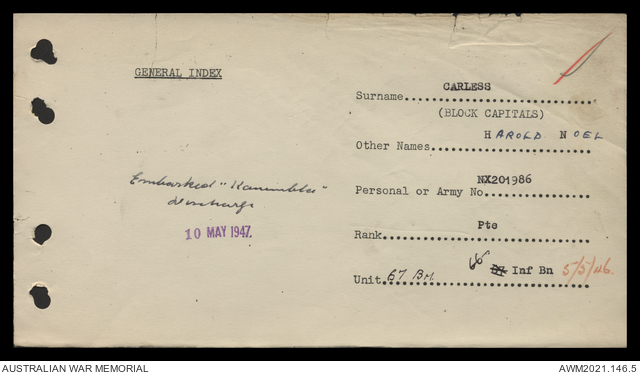 GENERAL INDEX
Surname CARLESS
(BLOCK CAPITALS)
Other Names HAROLD NOEL
Personal or Army No. NX201986
Rank Pte
Unit 67 Bn. 66 Inf Bn 5/5/46.
Embarked "Kanimbla"
discharge
10 MAY 1947.
AUSTRALIAN WAR MEMORIAL
AWM2021.146.5